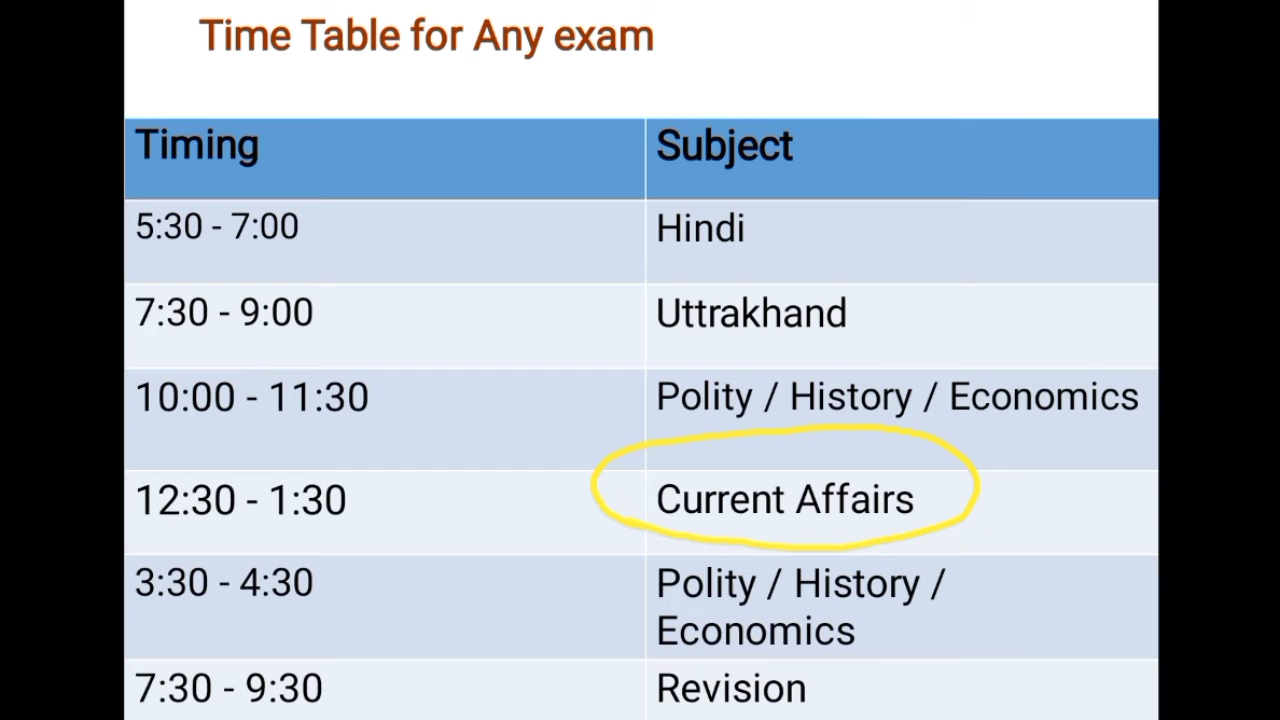 Time Table for Any exam
Timing Subject
5:30 - 7:00 Hindi
7:30 - 9:00 Uttrakhand
10:00 - 11:30 Polity / History / Economics
12:30 - 1:30 Current Affairs
3:30 - 4:30 Polity / History /
Economics
7:30 - 9:30 Revision